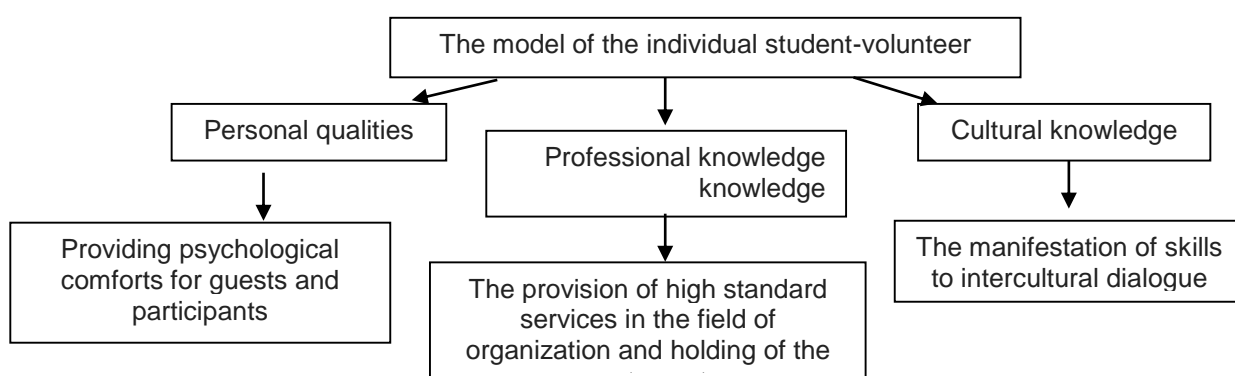 The model of the individual student-volunteer
Personal qualities
Professional knowledge
knowledge
Cultural knowledge
Providing psychological
comforts for guests and
participants
The provision of high standard
services in the field of
organization and holding of the
The manifestation of skills
to intercultural dialogue